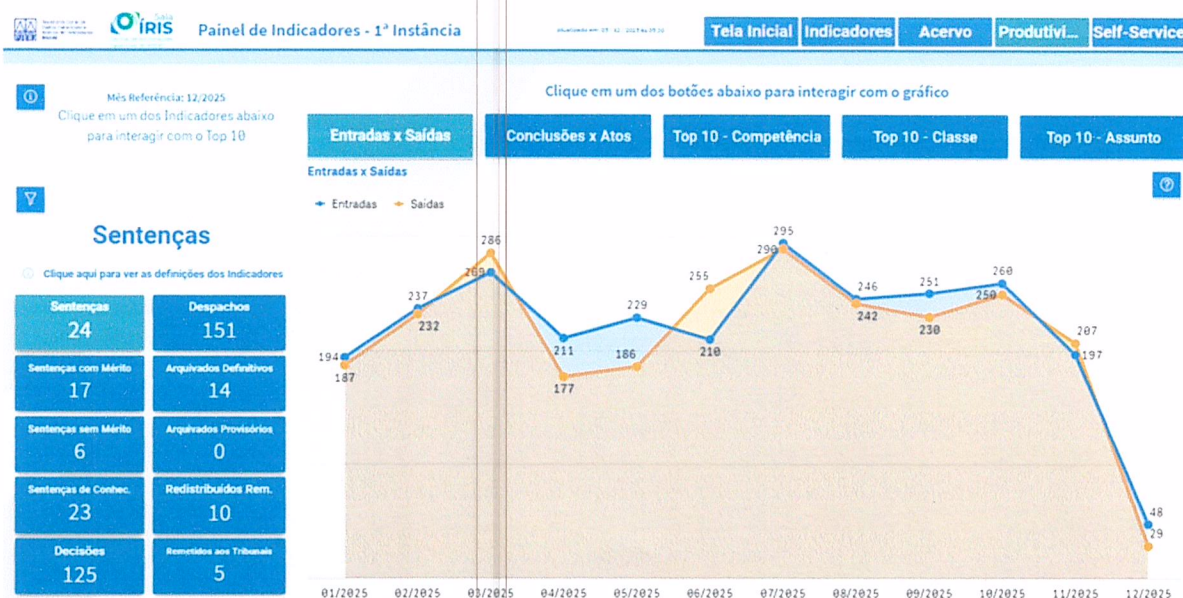 Sala
ÍRIS
Painel de Indicadores - 1ª Instância
Tela Inicial
Indicadores
Acervo
Produtivi...
Self-Service
Mês Referência: 12/2025
Clique em um dos Indicadores abaixo
para interagir com o Top 10
Clique em um dos botões abaixo para interagir com o gráfico
Entradas x Saídas
Conclusões x Atos
Top 10 - Competência
Top 10 - Classe
Top 10 - Assunto
Entradas x Saídas
Entradas
Saídas
Sentenças
Clique aqui para ver as definições dos Indicadores
Sentenças
24
Despachos
151
Sentenças com Mérito
17
Arquivados Definitivos
14
Sentenças sem Mérito
6
Arquivados Provisórios
0
Sentenças de Conhec.
23
Redistribuídos Rem.
10
Decisões
125
Remetidos aos Tribunais
5
194
187
237
232
286
269
211
177
229
186
255
210
295
290
246
242
251
230
260
250
207
197
48
29
01/2025
02/2025
03/2025
04/2025
05/2025
06/2025
07/2025
08/2025
09/2025
10/2025
11/2025
12/2025